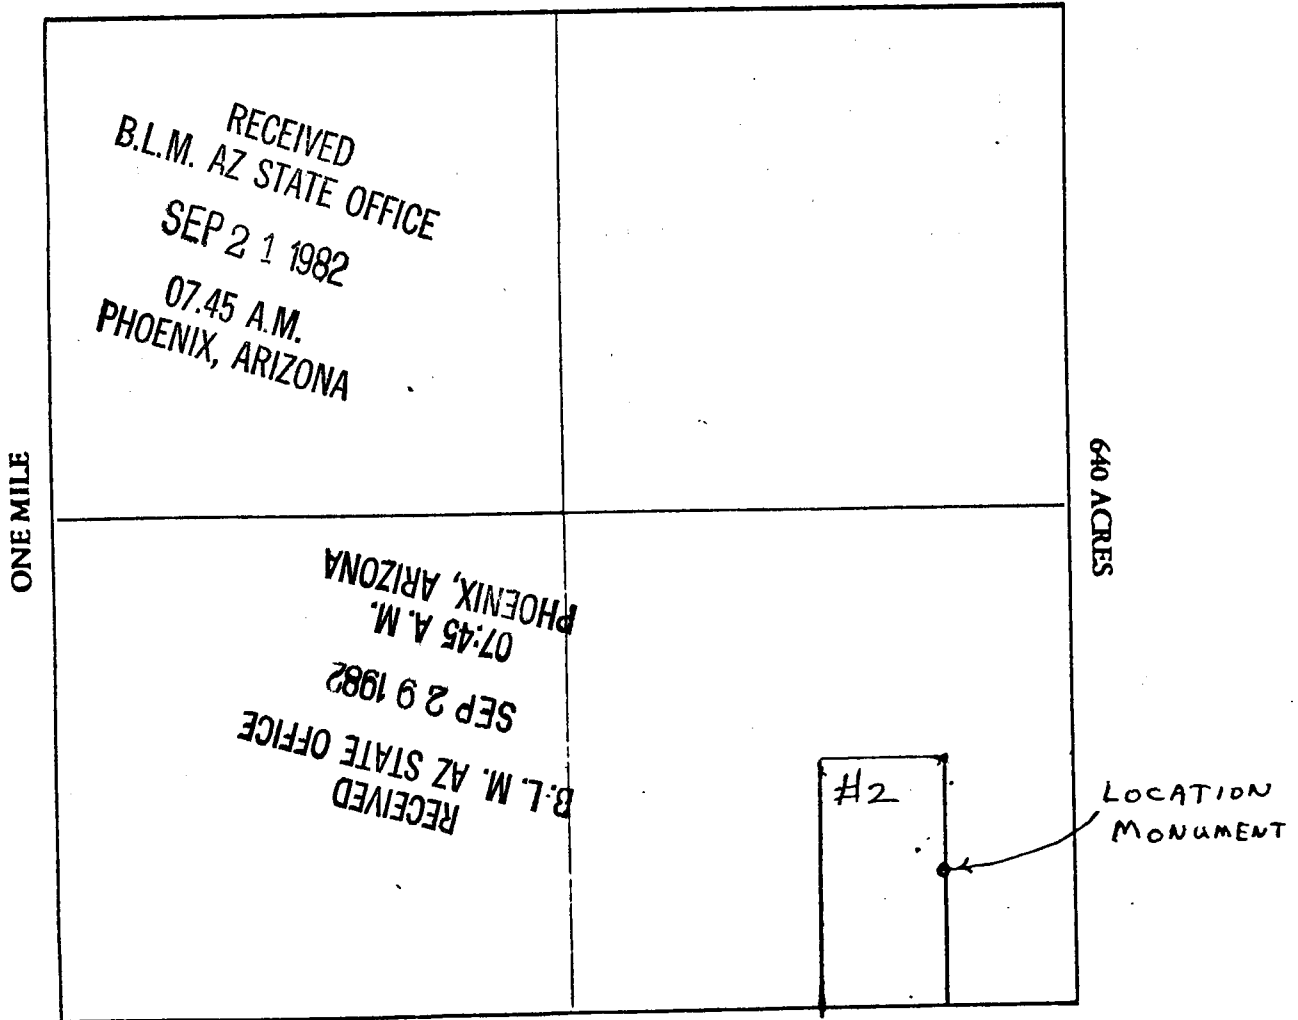 RECEIVED
B.L.M. AZ STATE OFFICE
SEP 2 1 1982
07.45 A.M.
PHOENIX, ARIZONA
ONE MILE
640 ACRES
RECEIVED
B.L.M. AZ STATE OFFICE
SEP 2 9 1982
07:45 A.M.
PHOENIX, ARIZONA
#2
LOCATION
MONUMENT